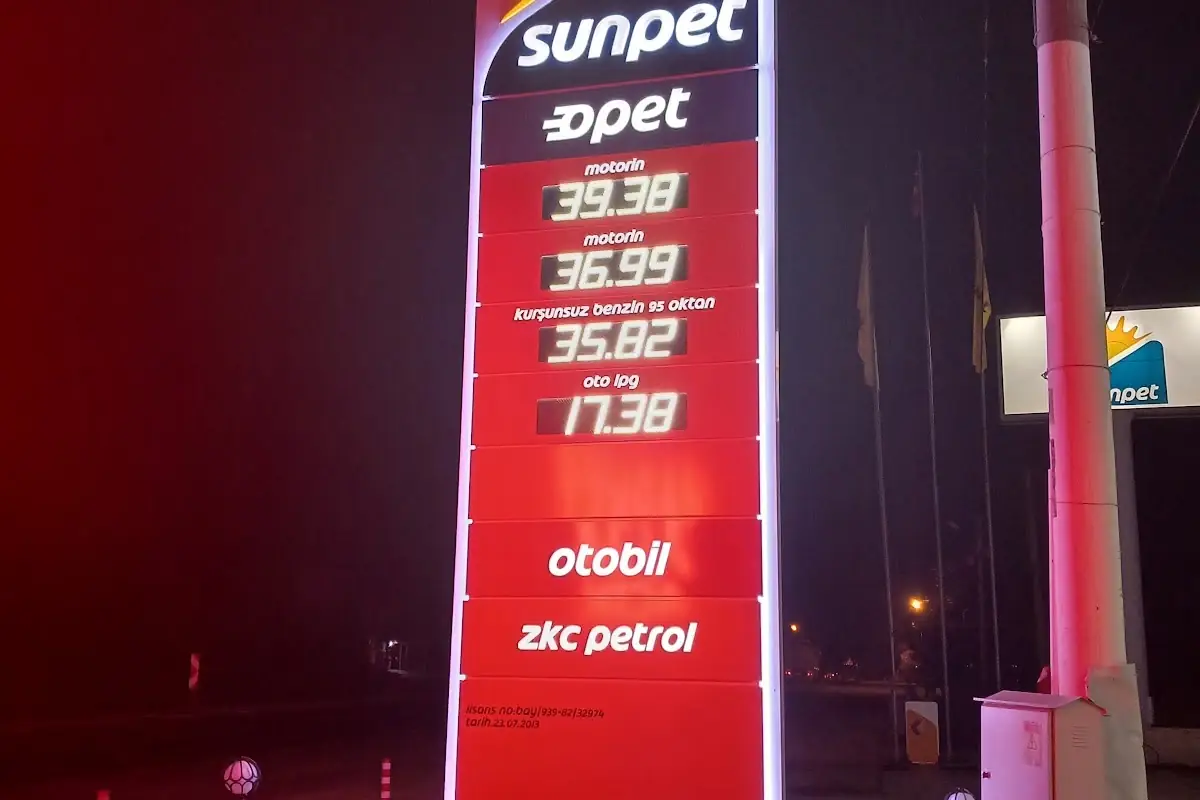 sunpet
opet
motorin
39.38
motorin
36.99
kurşunsuz benzin 95 oktan
35.82
oto lpg
17.38
otobil
zkc petrol
lisans no:bay/939-82/32974
tarih.23.07.2013
npet